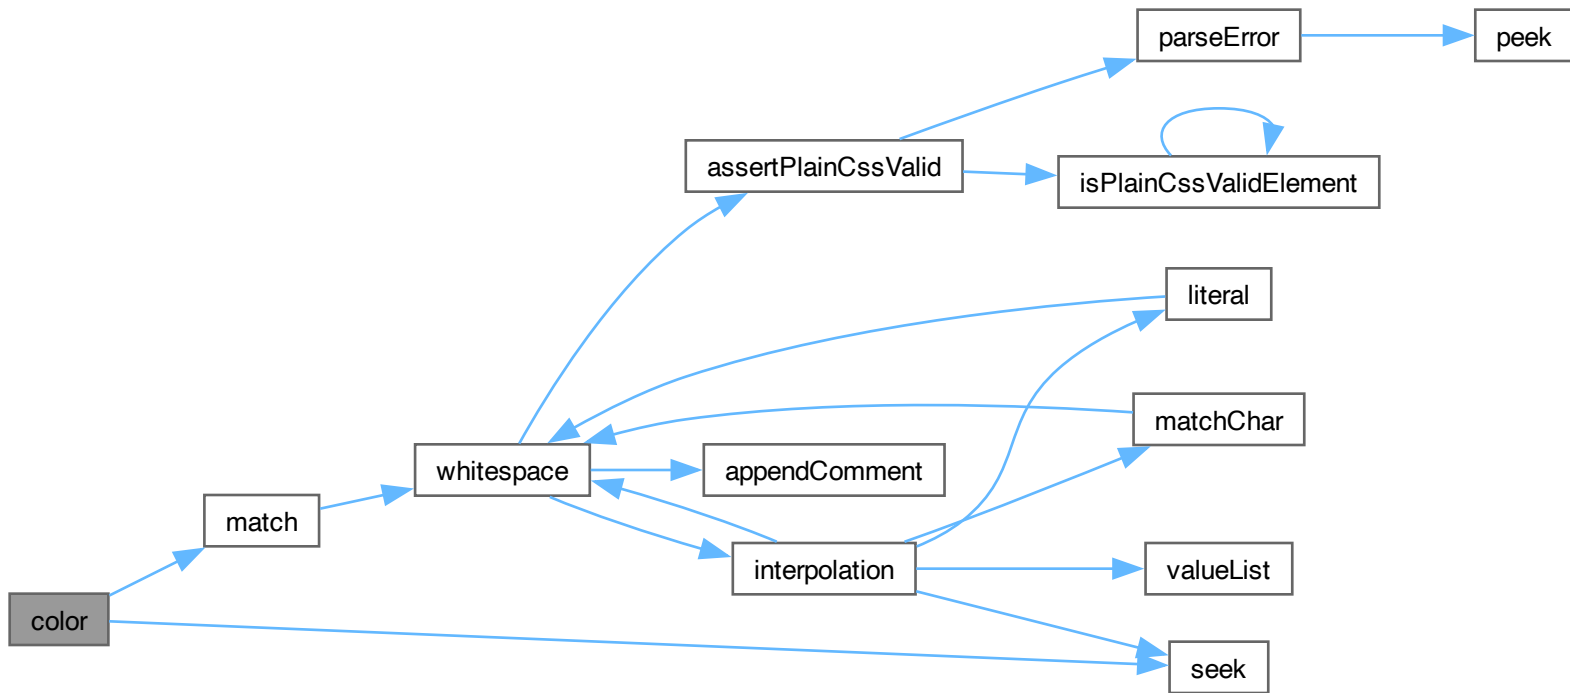 parseError
peek
assertPlainCssValid
isPlainCssValidElement
literal
matchChar
whitespace
appendComment
match
interpolation
valueList
color
seek